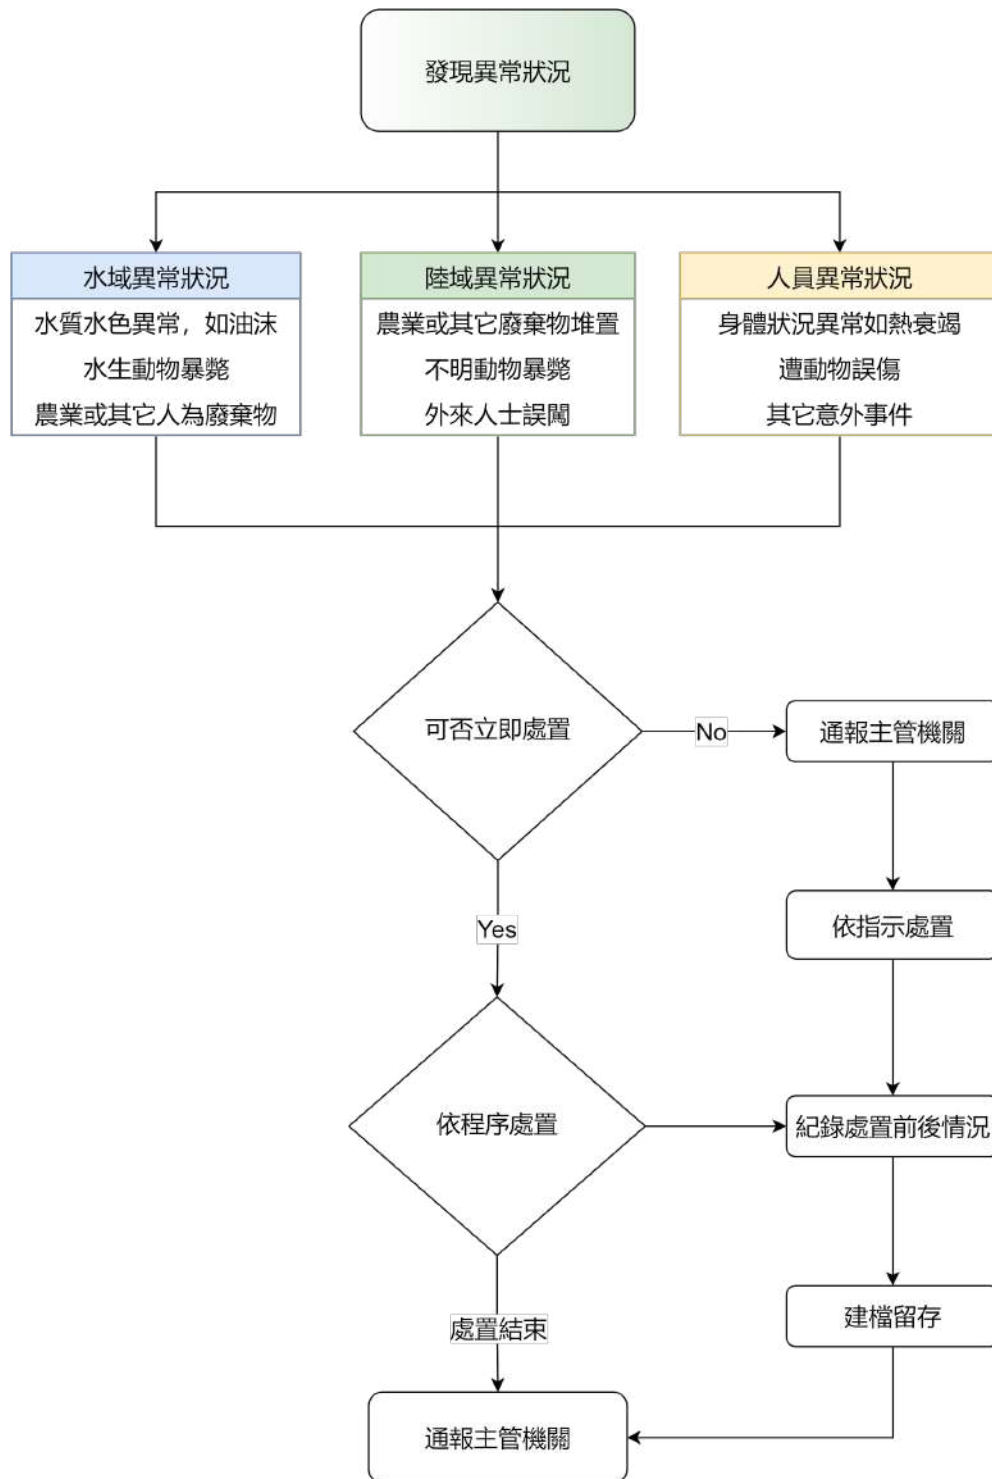 發現異常狀況
水域異常狀況
水質水色異常，如油沫
水生動物暴斃
農業或其它人為廢棄物
陸域異常狀況
農業或其它廢棄物堆置
不明動物暴斃
外來人士誤闖
人員異常狀況
身體狀況異常如熱衰竭
遭動物誤傷
其它意外事件
可否立即處置
No
通報主管機關
Yes
依指示處置
依程序處置
紀錄處置前後情況
處置結束
建檔留存
通報主管機關